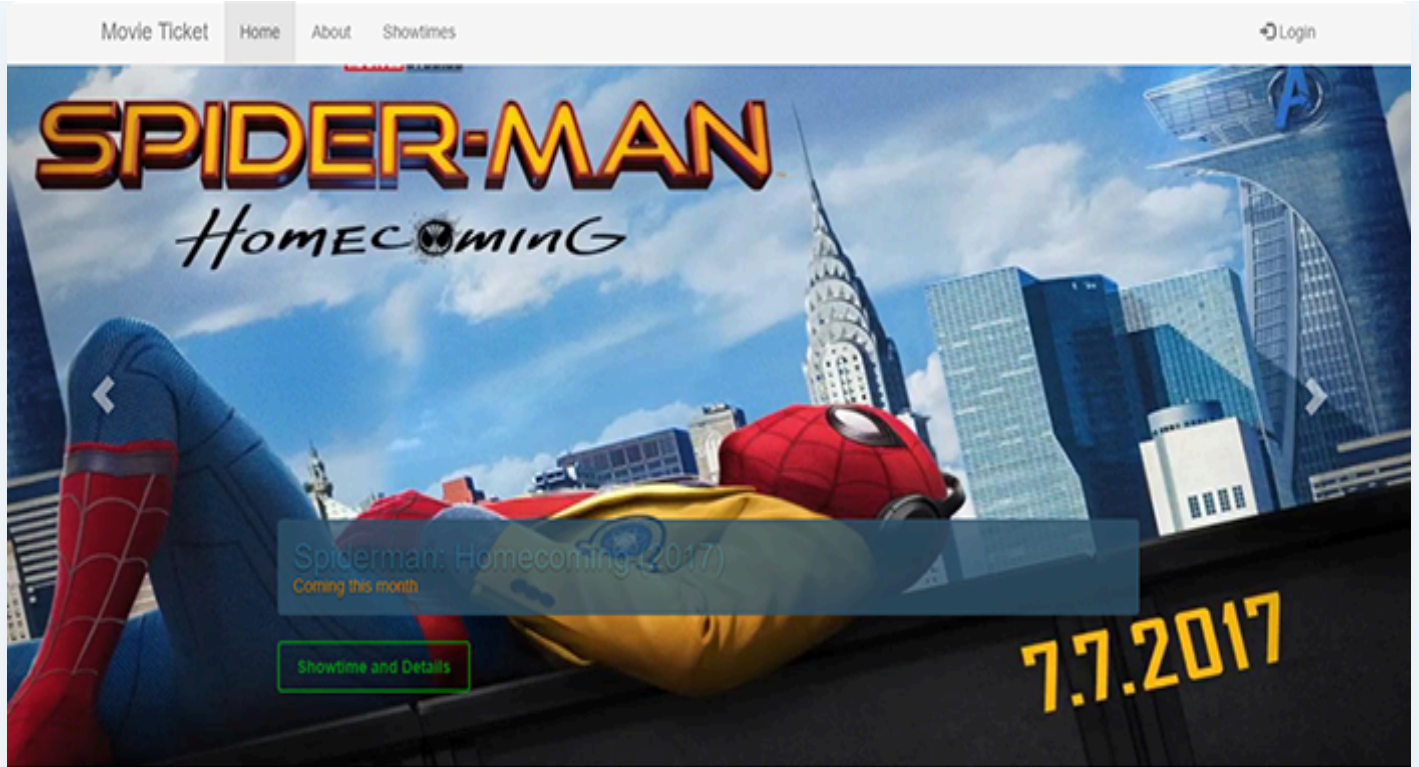 Movie Ticket Home About Showtimes Login
SPIDER-MAN
HOMECOMING
Spiderman: Homecoming (2017)
Coming this month
Showtime and Details
7.7.2017